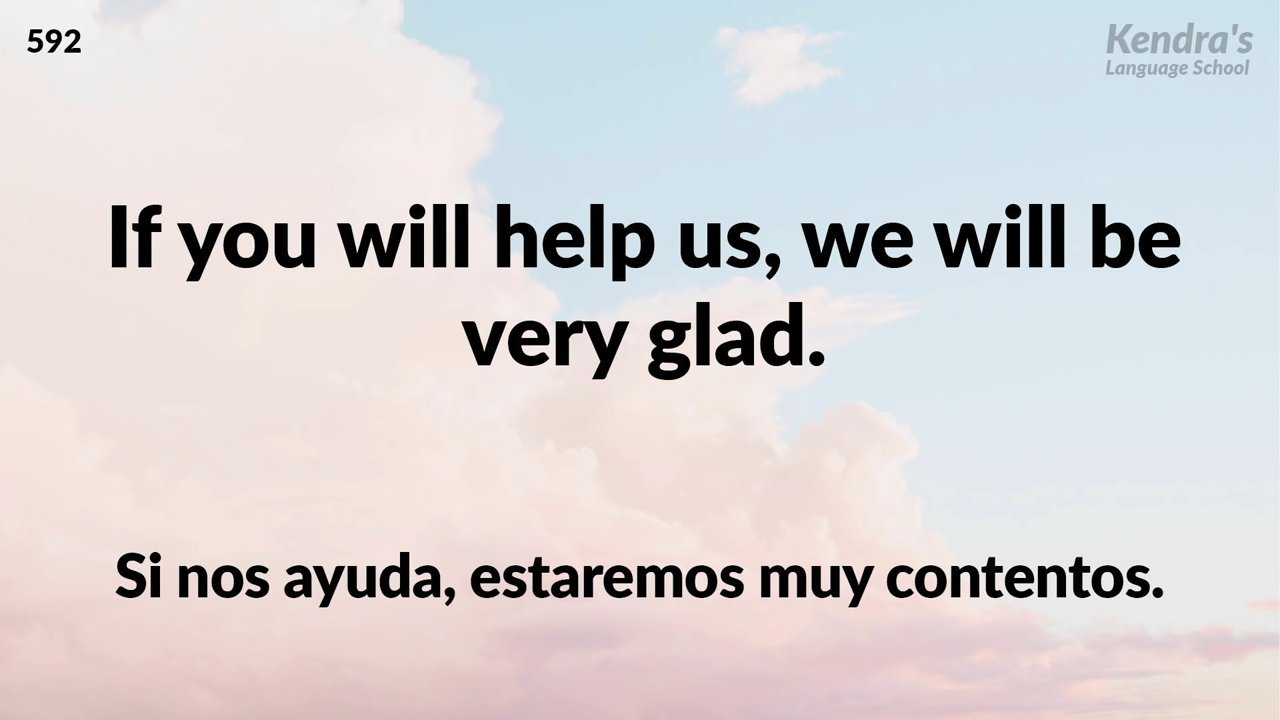 592
Kendra's
Language School
If you will help us, we will be
very glad.
Si nos ayuda, estaremos muy contentos.